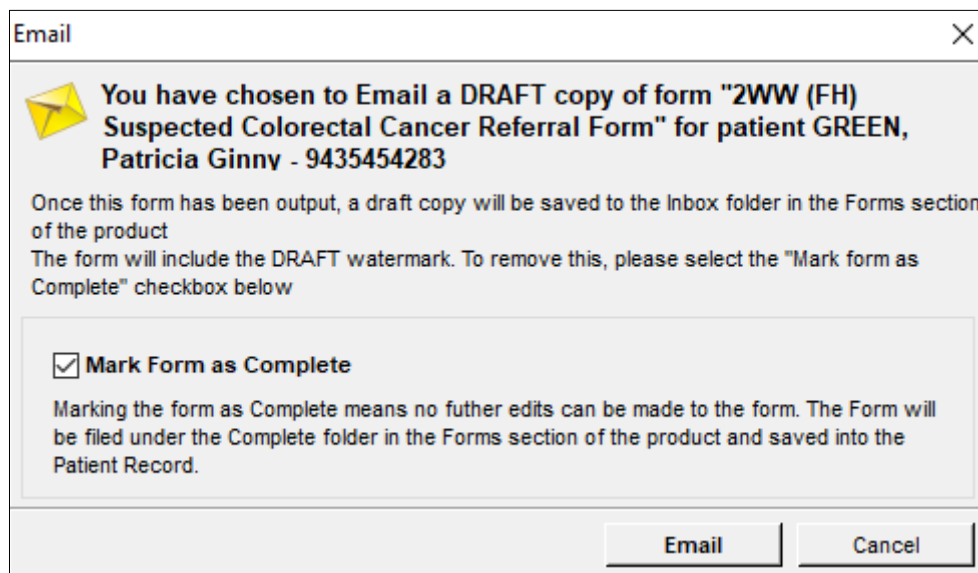 Email
You have chosen to Email a DRAFT copy of form "2WW (FH)
Suspected Colorectal Cancer Referral Form" for patient GREEN,
Patricia Ginny - 9435454283
Once this form has been output, a draft copy will be saved to the Inbox folder in the Forms section
of the product
The form will include the DRAFT watermark. To remove this, please select the "Mark form as
Complete" checkbox below
Mark Form as Complete
Marking the form as Complete means no futher edits can be made to the form. The Form will
be filed under the Complete folder in the Forms section of the product and saved into the
Patient Record.
Email
Cancel